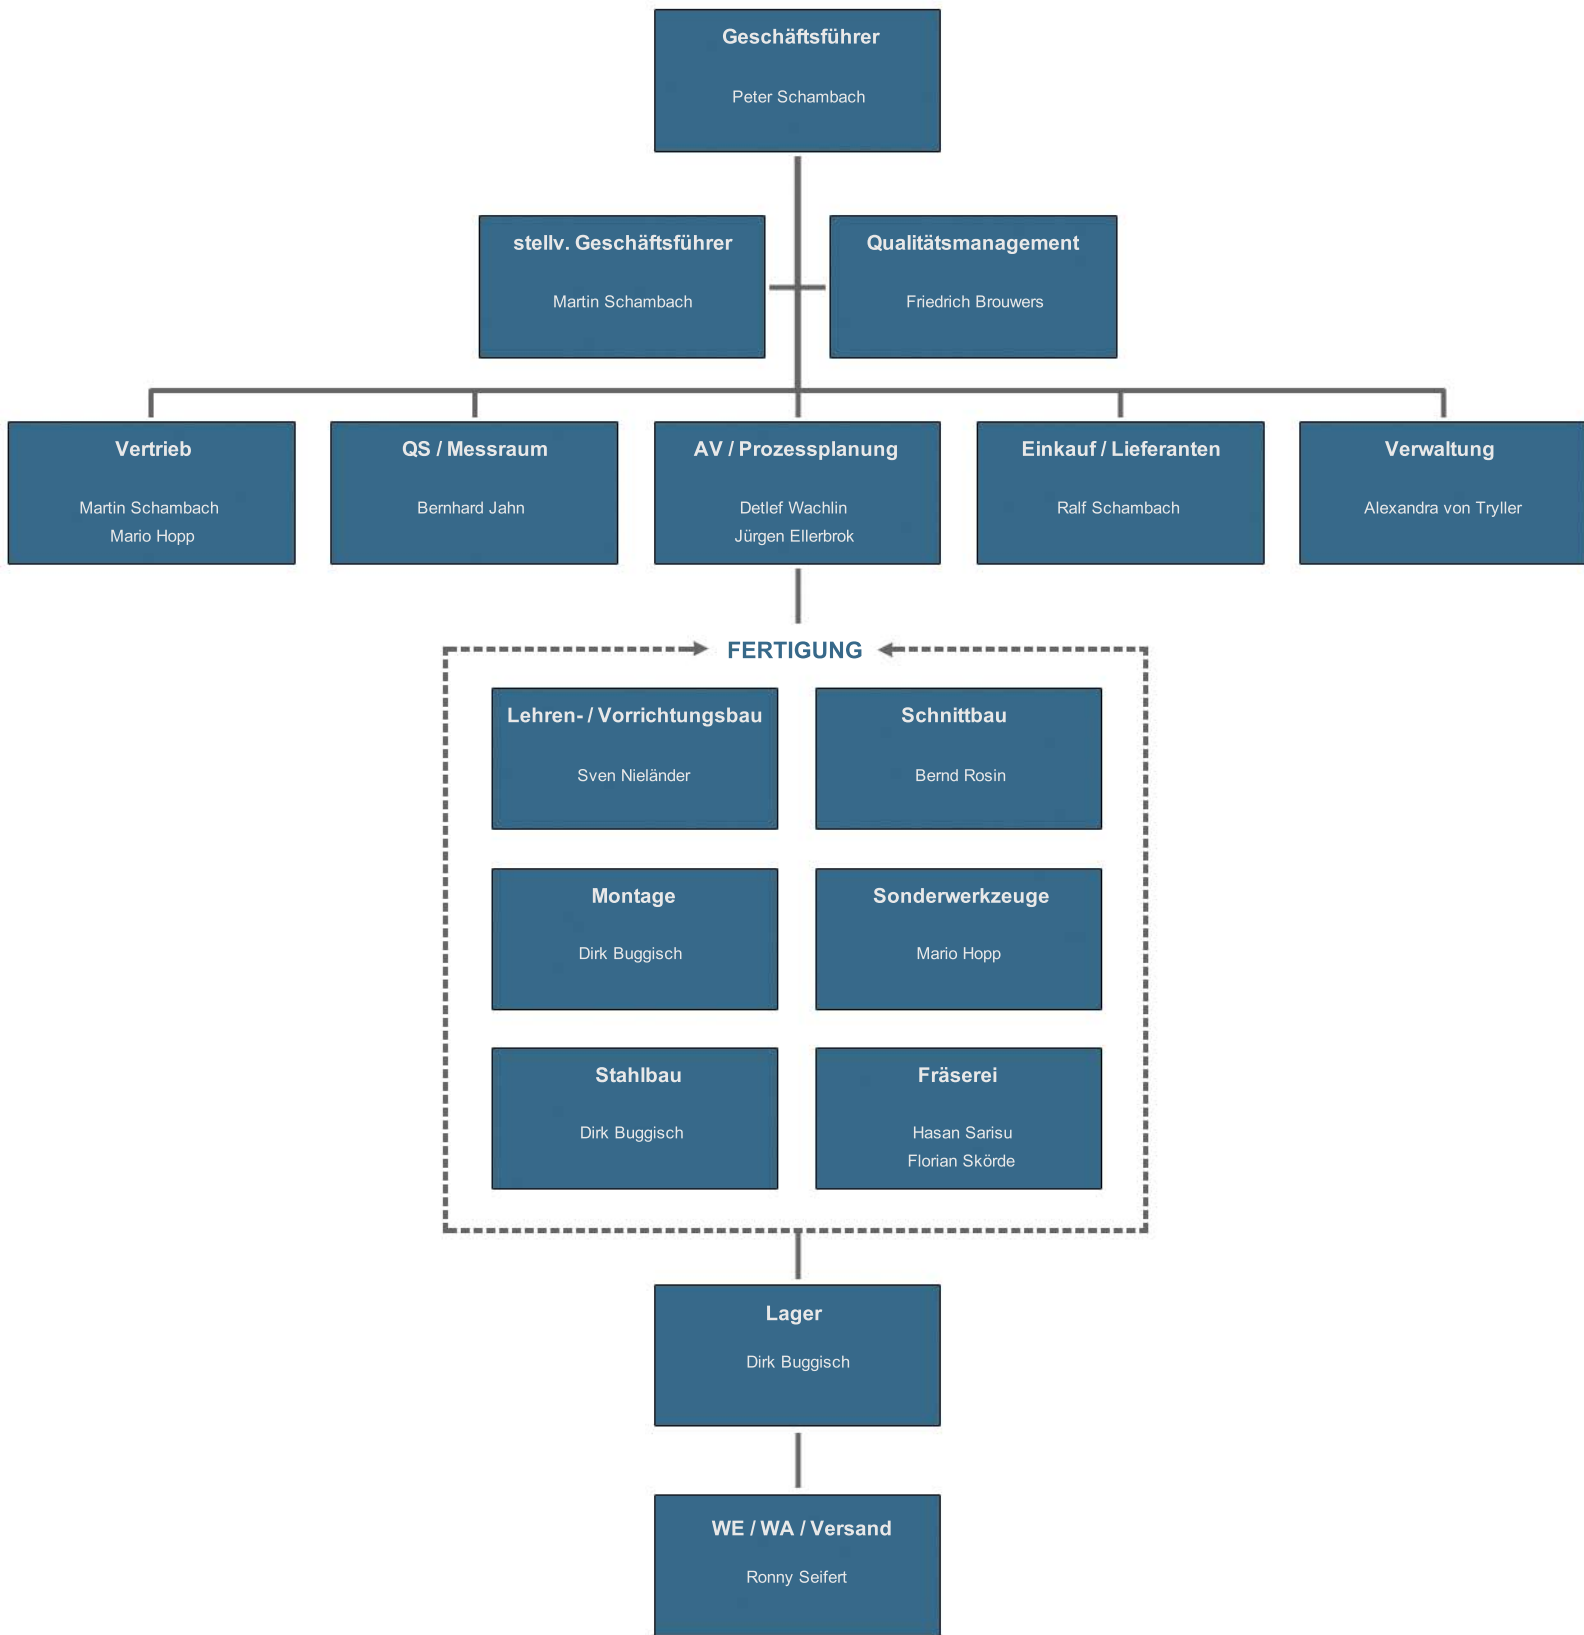 Geschäftsführer
Peter Schambach
stellv. Geschäftsführer
Martin Schambach
Qualitätsmanagement
Friedrich Brouwers
Vertrieb
Martin Schambach
Mario Hopp
QS / Messraum
Bernhard Jahn
AV / Prozessplanung
Detlef Wachlin
Jürgen Ellerbrok
Einkauf / Lieferanten
Ralf Schambach
Verwaltung
Alexandra von Tryller
FERTIGUNG
Lehren- / Vorrichtungsbau
Sven Nieländer
Schnittbau
Bernd Rosin
Montage
Dirk Buggisch
Sonderwerkzeuge
Mario Hopp
Stahlbau
Dirk Buggisch
Fräserei
Hasan Sarisu
Florian Skörde
Lager
Dirk Buggisch
WE / WA / Versand
Ronny Seifert